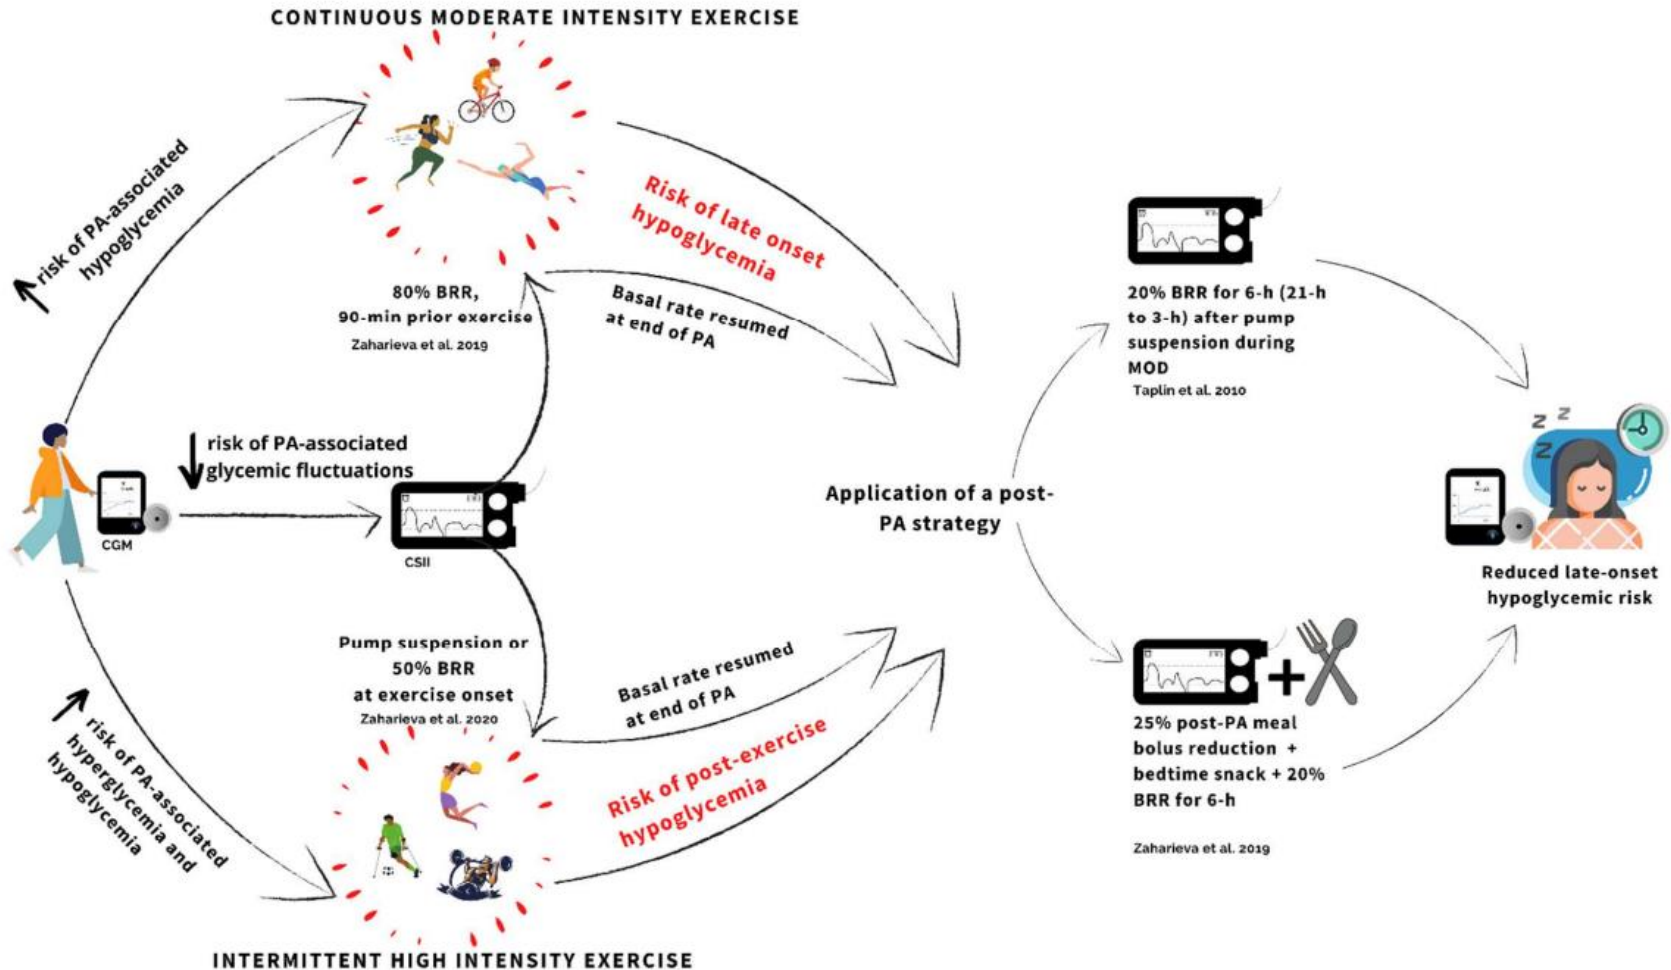 CONTINUOUS MODERATE INTENSITY EXERCISE
risk of PA-associated
hypoglycemia
80% BRR,
90-min prior exercise
Zaharieva et al. 2019
Risk of late onset
hypoglycemia
Basal rate resumed
at end of PA
risk of PA-associated
glycemic fluctuations
CGM
CSII
Pump suspension or
50% BRR
at exercise onset
Zaharieva et al. 2020
risk of PA-associated
hyperglycemia and
hypoglycemia
Basal rate resumed
at end of PA
Risk of post-exercise
hypoglycemia
INTERMITTENT HIGH INTENSITY EXERCISE
Application of a post-
PA strategy
20% BRR for 6-h (21-h
to 3-h) after pump
suspension during
MOD
Taplin et al. 2010
25% post-PA meal
bolus reduction +
bedtime snack + 20%
BRR for 6-h
Zaharieva et al. 2019
Z Z
Z
Reduced late-onset
hypoglycemic risk